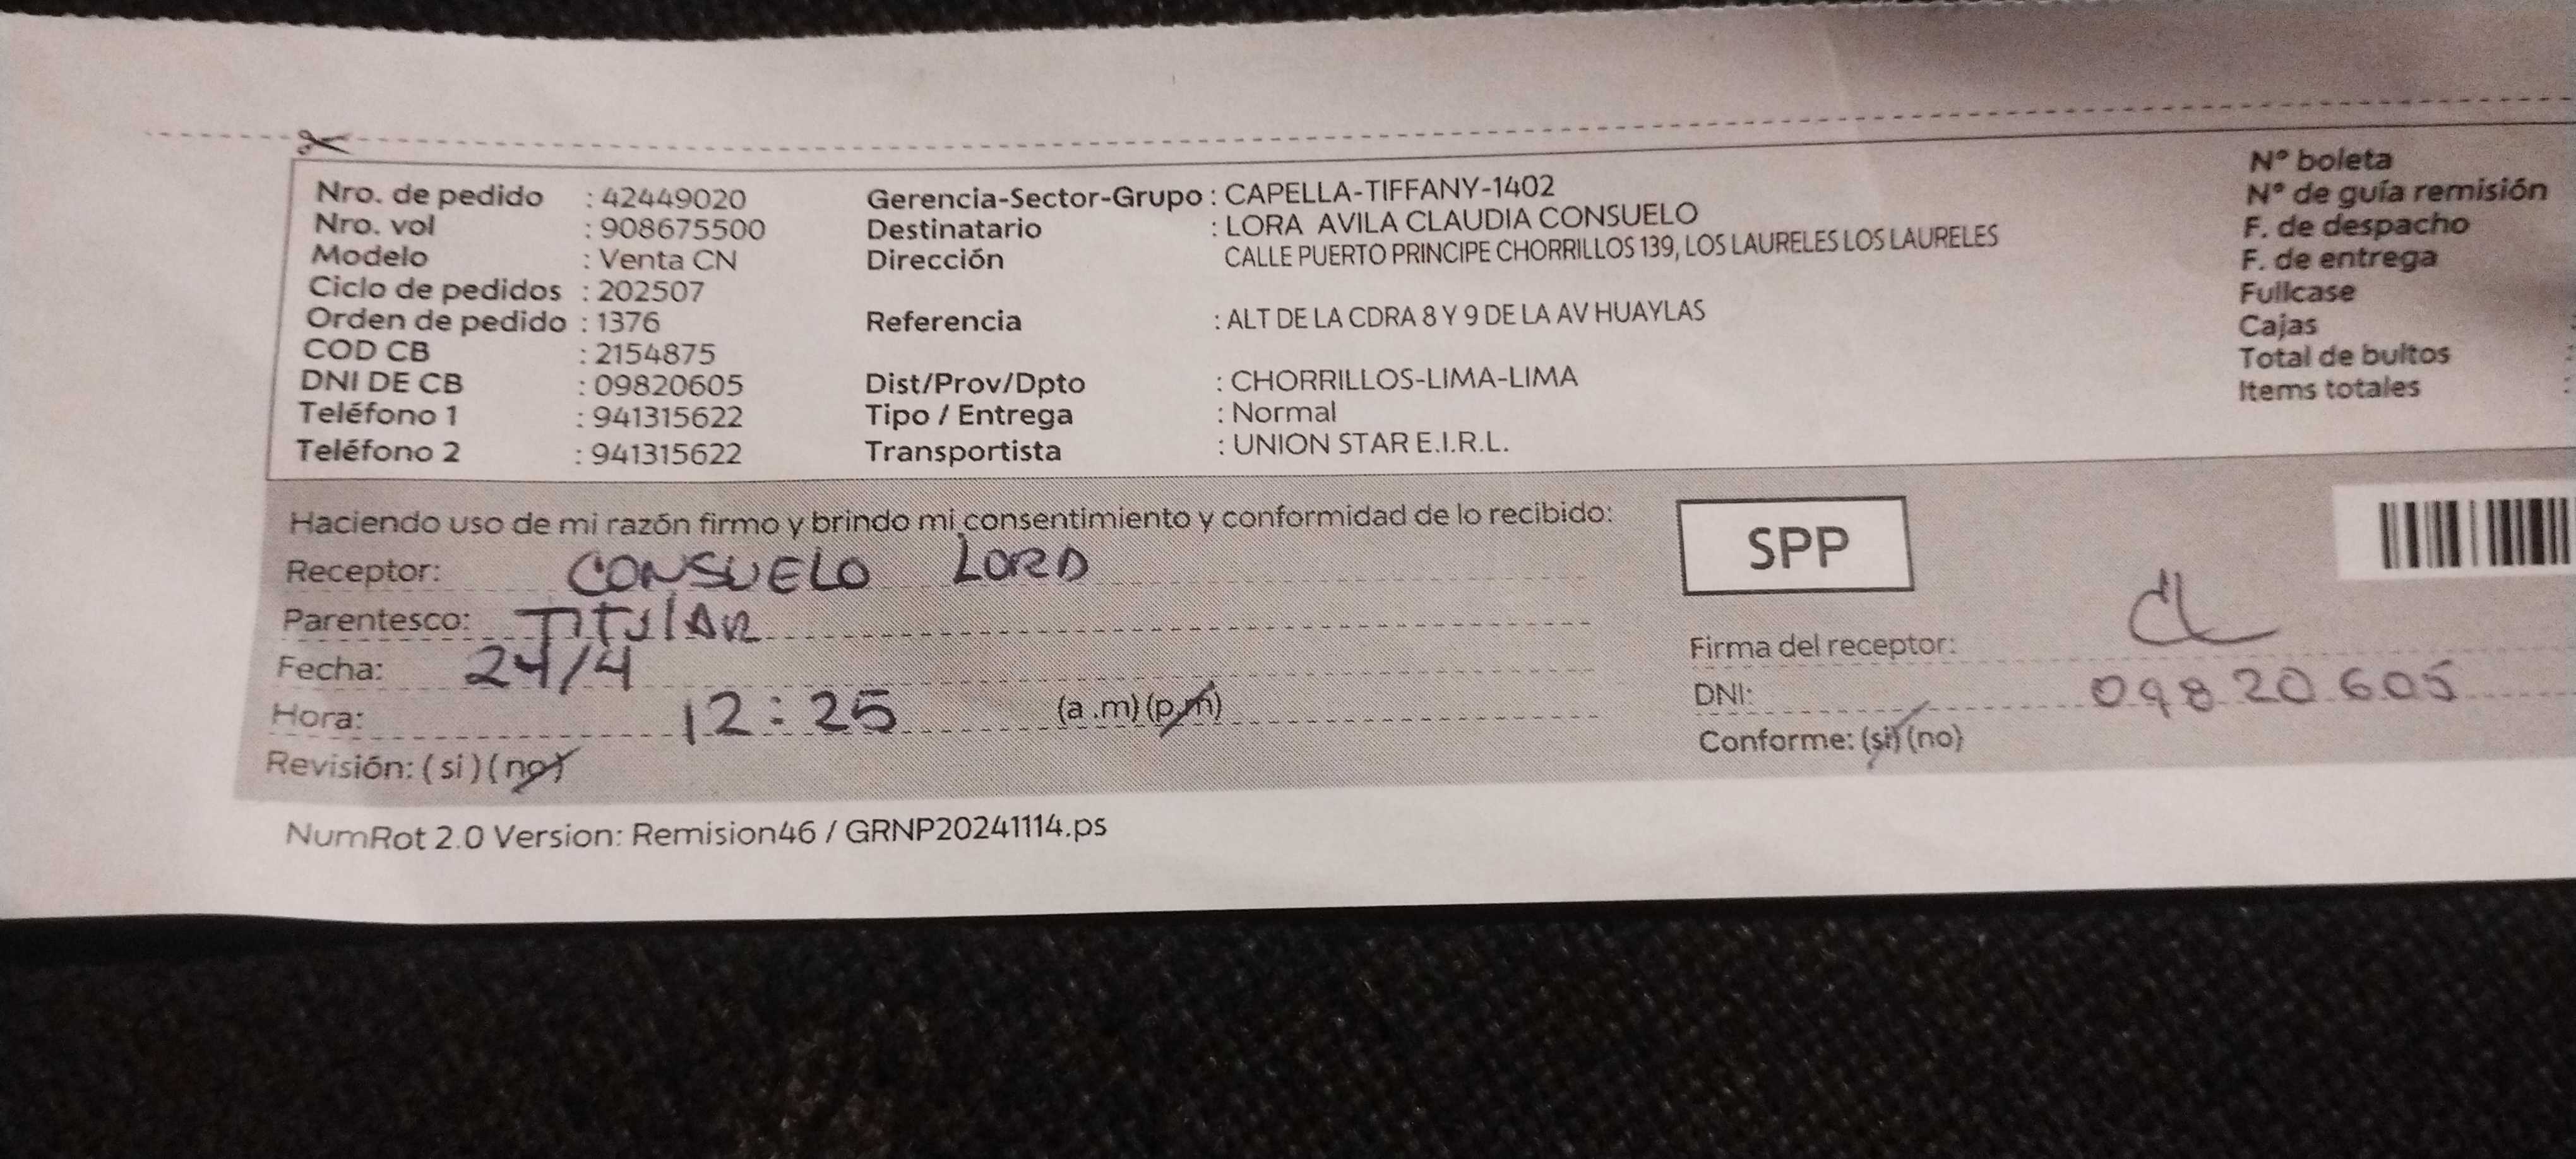 Nro. de pedido : 42449020 Gerencia-Sector-Grupo : CAPELLA-TIFFANY-1402 Nº boleta
Nro. vol : 908675500 Destinatario : LORA AVILA CLAUDIA CONSUELO Nº de guía remisión
Modelo : Venta CN Dirección CALLE PUERTO PRINCIPE CHORRILLOS 139, LOS LAURELES LOS LAURELES F. de despacho
Ciclo de pedidos : 202507 F. de entrega
Orden de pedido : 1376 Referencia : ALT DE LA CDRA 8 Y 9 DE LA AV HUAYLAS Fullcase
COD CB : 2154875 Cajas
DNI DE CB : 09820605 Dist/Prov/Dpto : CHORRILLOS-LIMA-LIMA Total de bultos :
Teléfono 1 : 941315622 Tipo / Entrega : Normal Items totales :
Teléfono 2 : 941315622 Transportista : UNION STAR E.I.R.L.
Haciendo uso de mi razón firmo y brindo mi consentimiento y conformidad de lo recibido: SPP
Receptor: CONSUELO LORA
Parentesco: TITULAR Firma del receptor: CL
Fecha: 24/4 DNI: 09820605
Hora: 12:25 (a.m) (p.m) Conforme: (si) (no)
Revisión: (si) (no)
NumRot 2.0 Version: Remision46 / GRNP20241114.ps